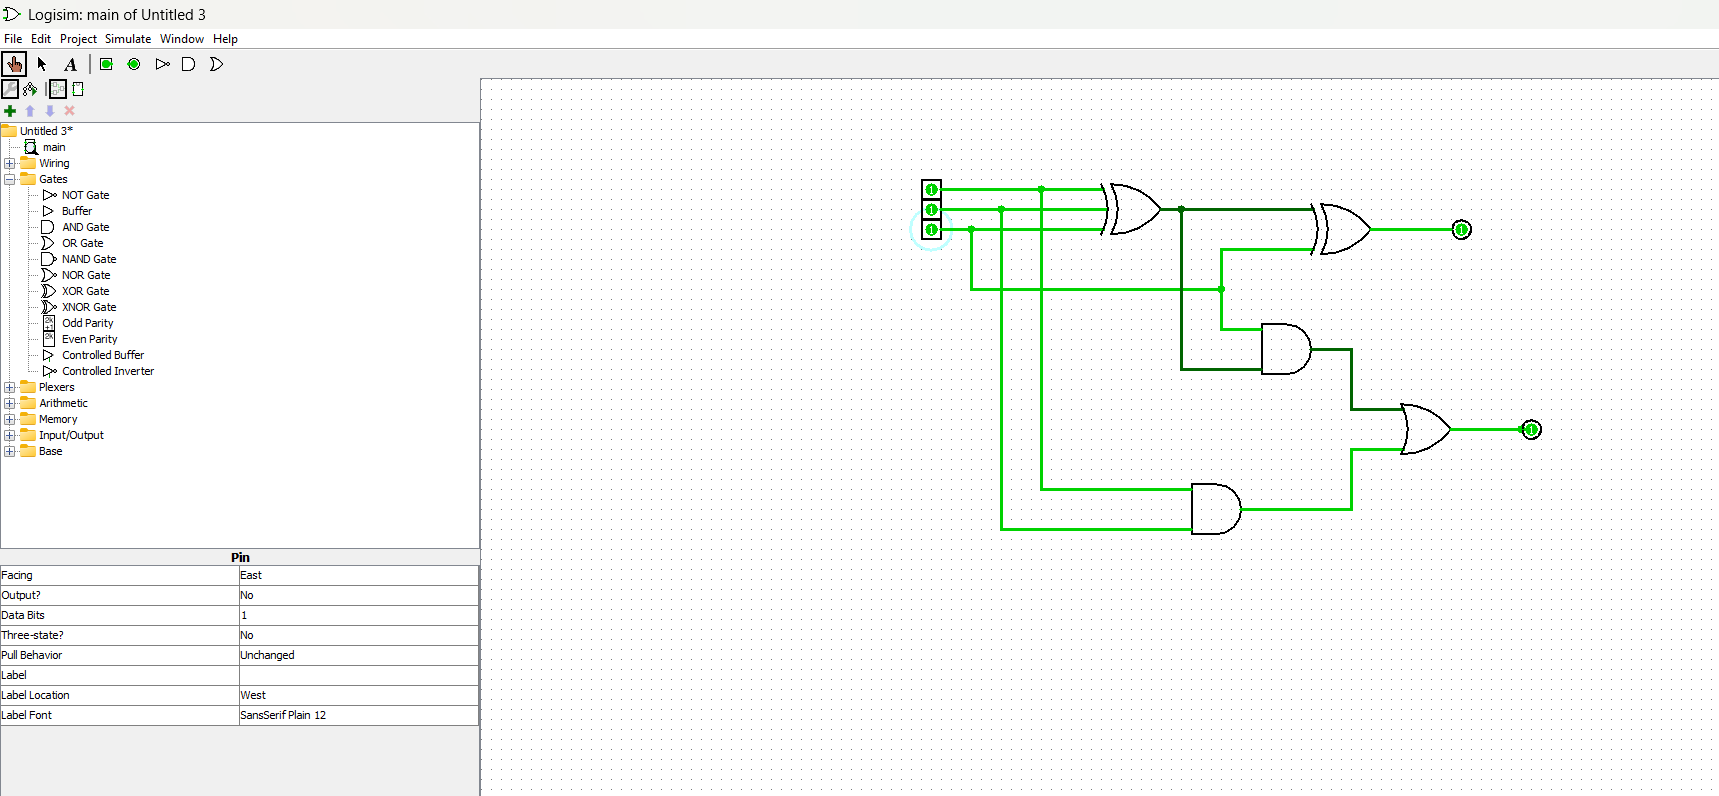 Logisim: main of Untitled 3
File Edit Project Simulate Window Help
A
Untitled 3*
main
Wiring
Gates
NOT Gate
Buffer
AND Gate
OR Gate
NAND Gate
NOR Gate
XOR Gate
XNOR Gate
2k+1 Odd Parity
2k Even Parity
Controlled Buffer
Controlled Inverter
Plexers
Arithmetic
Memory
Input/Output
Base
Pin
Facing East
Output? No
Data Bits 1
Three-state? No
Pull Behavior Unchanged
Label
Label Location West
Label Font SansSerif Plain 12
1
1
1
1
1